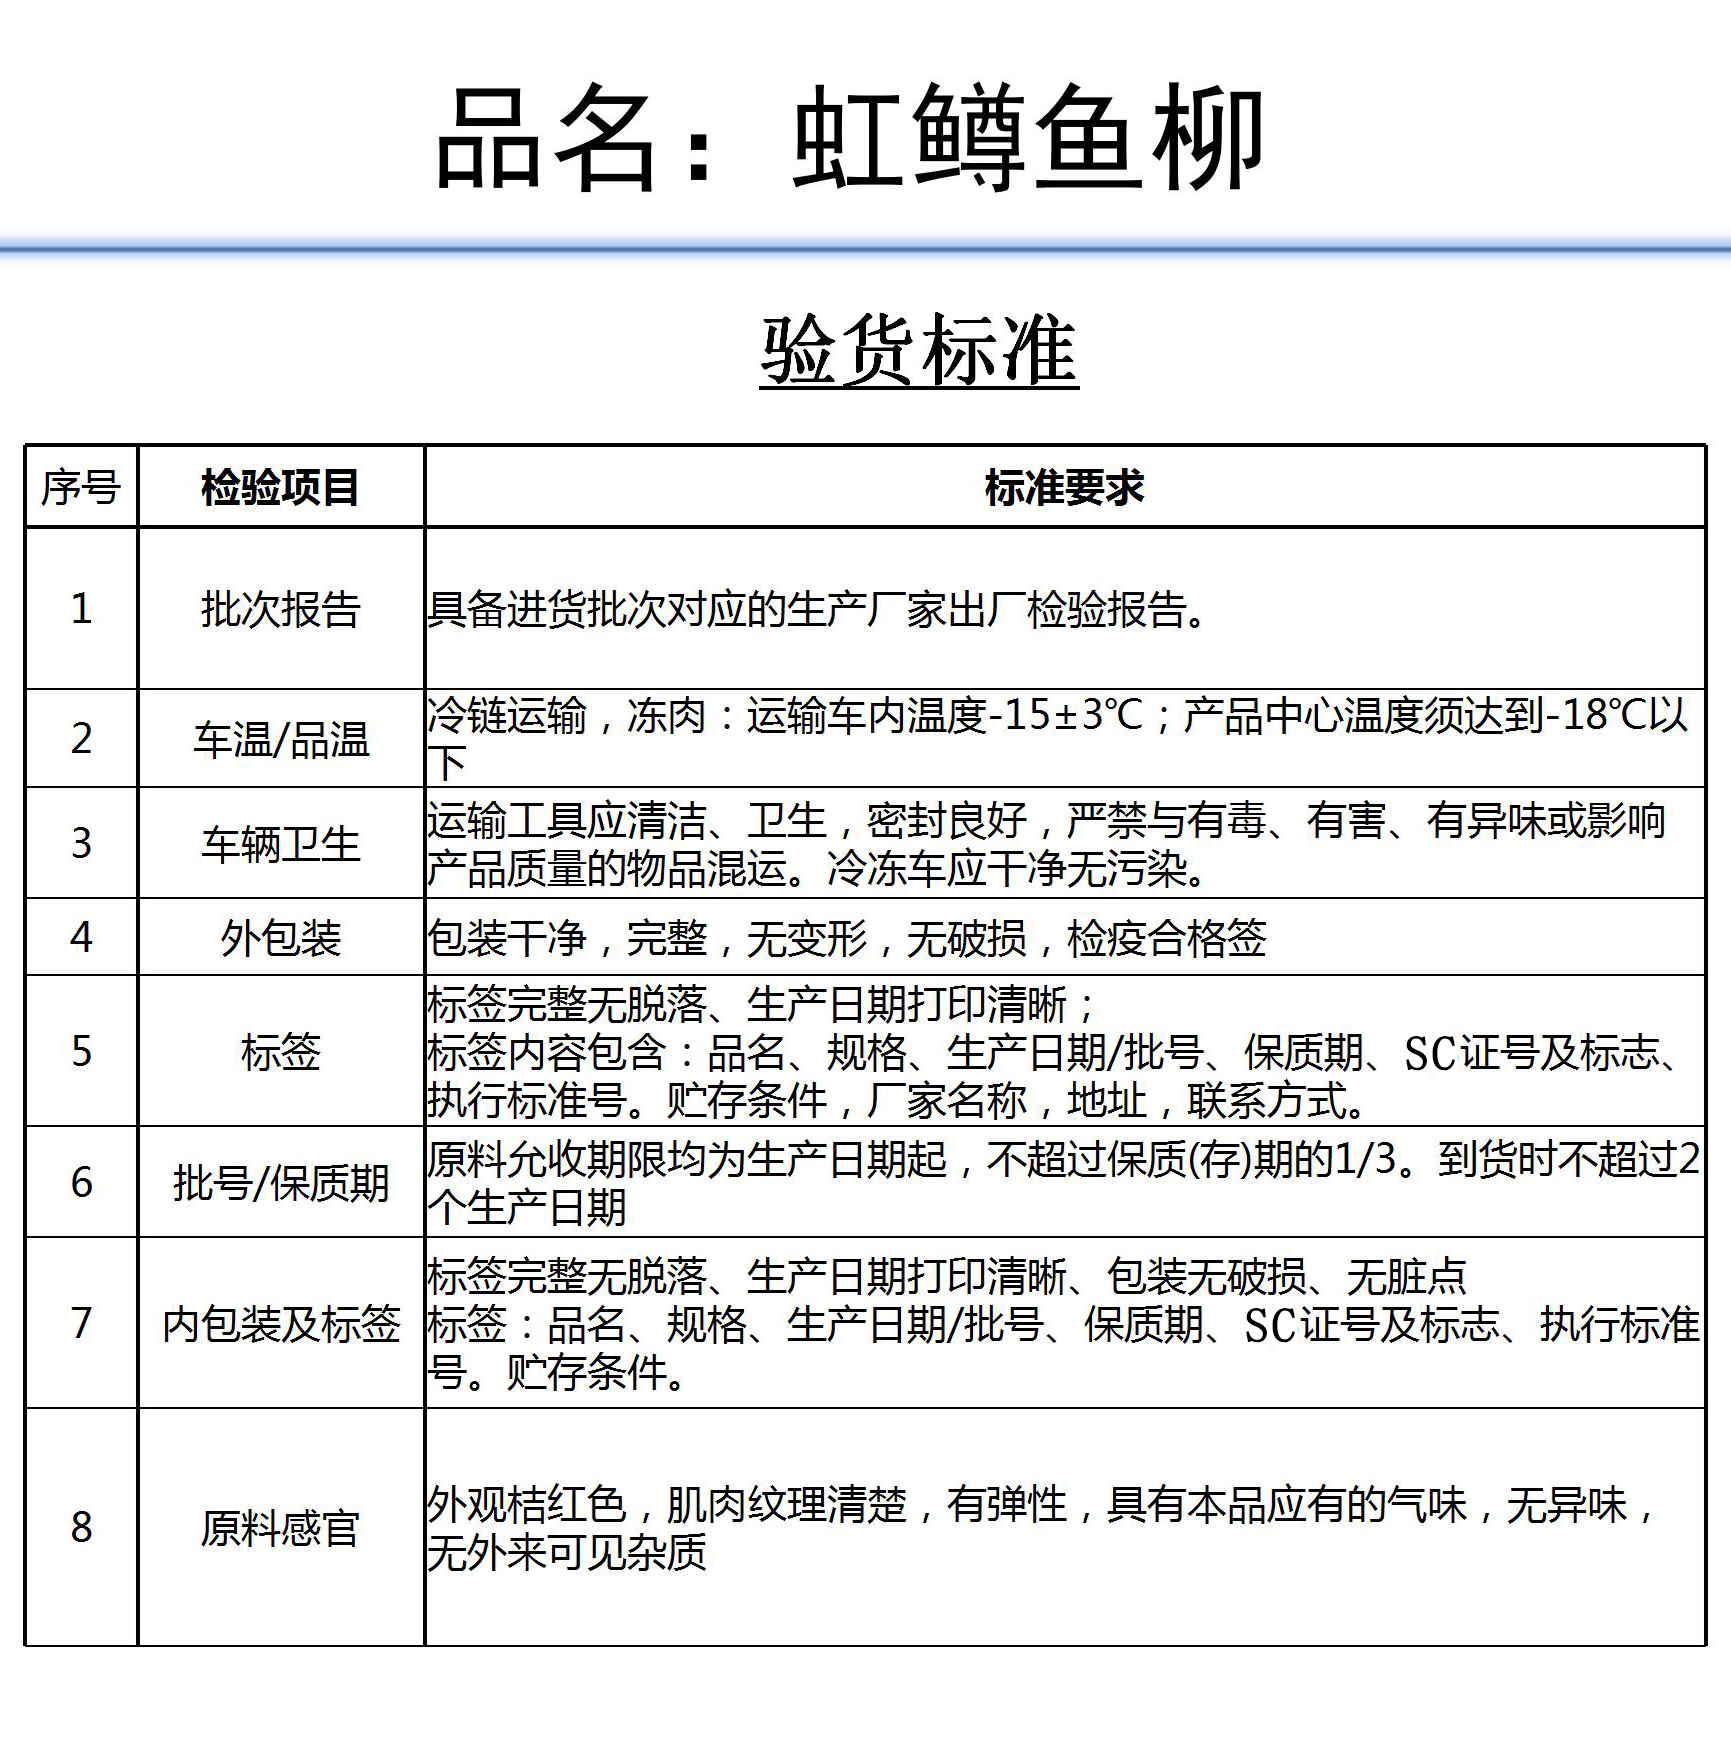 品名：虹鳟鱼柳
验货标准
序号 检验项目 标准要求
1 批次报告 具备进货批次对应的生产厂家出厂检验报告。
2 车温/品温 冷链运输，冻肉：运输车内温度-15±3℃；产品中心温度须达到-18℃以
下
3 车辆卫生 运输工具应清洁、卫生，密封良好，严禁与有毒、有害、有异味或影响
产品质量的物品混运。冷冻车应干净无污染。
4 外包装 包装干净，完整，无变形，无破损，检疫合格签
5 标签 标签完整无脱落、生产日期打印清晰；
标签内容包含：品名、规格、生产日期/批号、保质期、SC证号及标志、
执行标准号。贮存条件，厂家名称，地址，联系方式。
6 批号/保质期 原料允收期限均为生产日期起，不超过保质(存)期的1/3。到货时不超过2
个生产日期
7 内包装及标签 标签完整无脱落、生产日期打印清晰、包装无破损、无脏点
标签：品名、规格、生产日期/批号、保质期、SC证号及标志、执行标准
号。贮存条件。
8 原料感官 外观桔红色，肌肉纹理清楚，有弹性，具有本品应有的气味，无异味，
无外来可见杂质